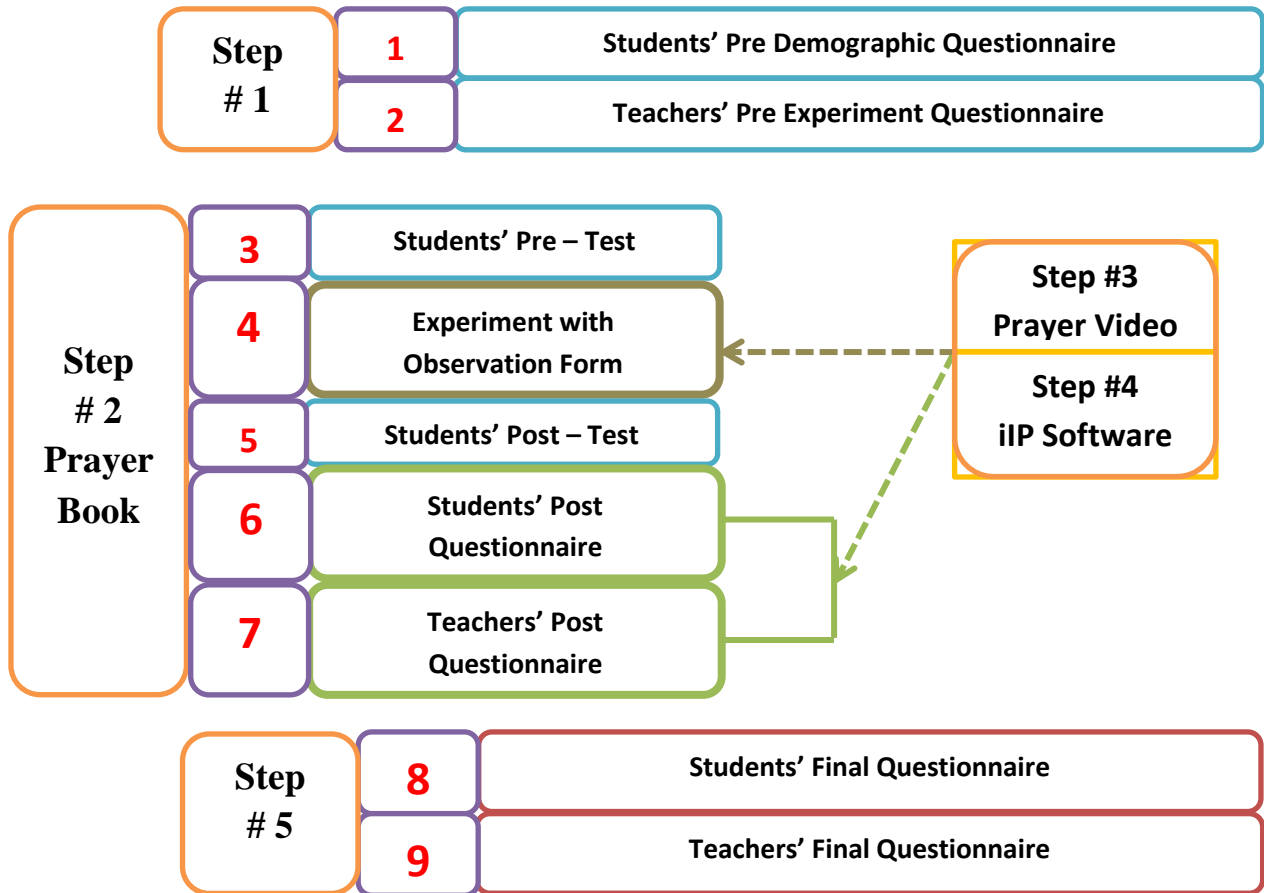 Step
# 1
1
Students’ Pre Demographic Questionnaire
2
Teachers’ Pre Experiment Questionnaire
Step
# 2
Prayer
Book
3
Students’ Pre – Test
4
Experiment with
Observation Form
5
Students’ Post – Test
6
Students’ Post
Questionnaire
7
Teachers’ Post
Questionnaire
Step #3
Prayer Video
Step #4
iIP Software
Step
# 5
8
Students’ Final Questionnaire
9
Teachers’ Final Questionnaire